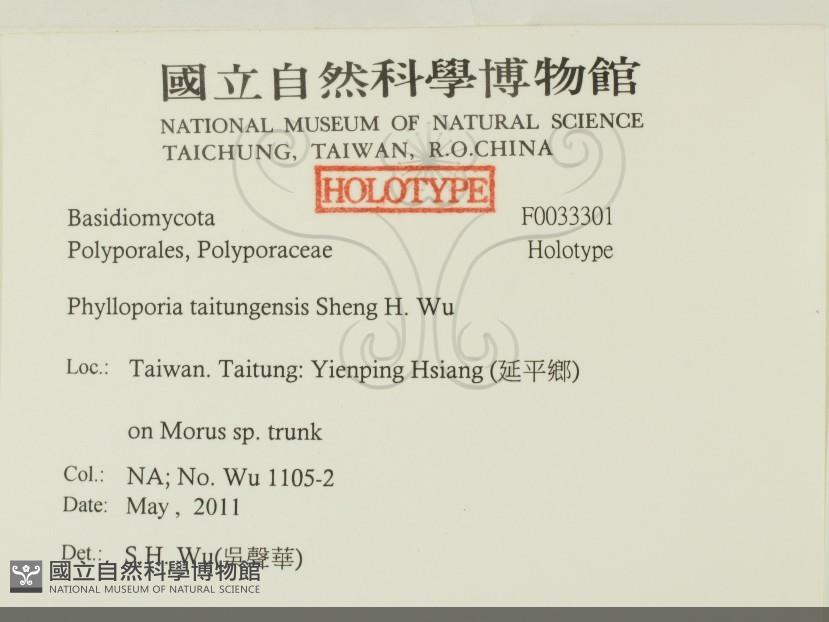 國立自然科學博物館
NATIONAL MUSEUM OF NATURAL SCIENCE
TAICHUNG, TAIWAN, R.O.CHINA
HOLOTYPE
Basidiomycota F0033301
Polyporales, Polyporaceae Holotype
Phylloporia taitungensis Sheng H. Wu
Loc.: Taiwan. Taitung: Yienping Hsiang (延平鄉)
on Morus sp. trunk
Col.: NA; No. Wu 1105-2
Date: May , 2011
Det.: S.H. Wu(吳聲華)
國立自然科學博物館
NATIONAL MUSEUM OF NATURAL SCIENCE